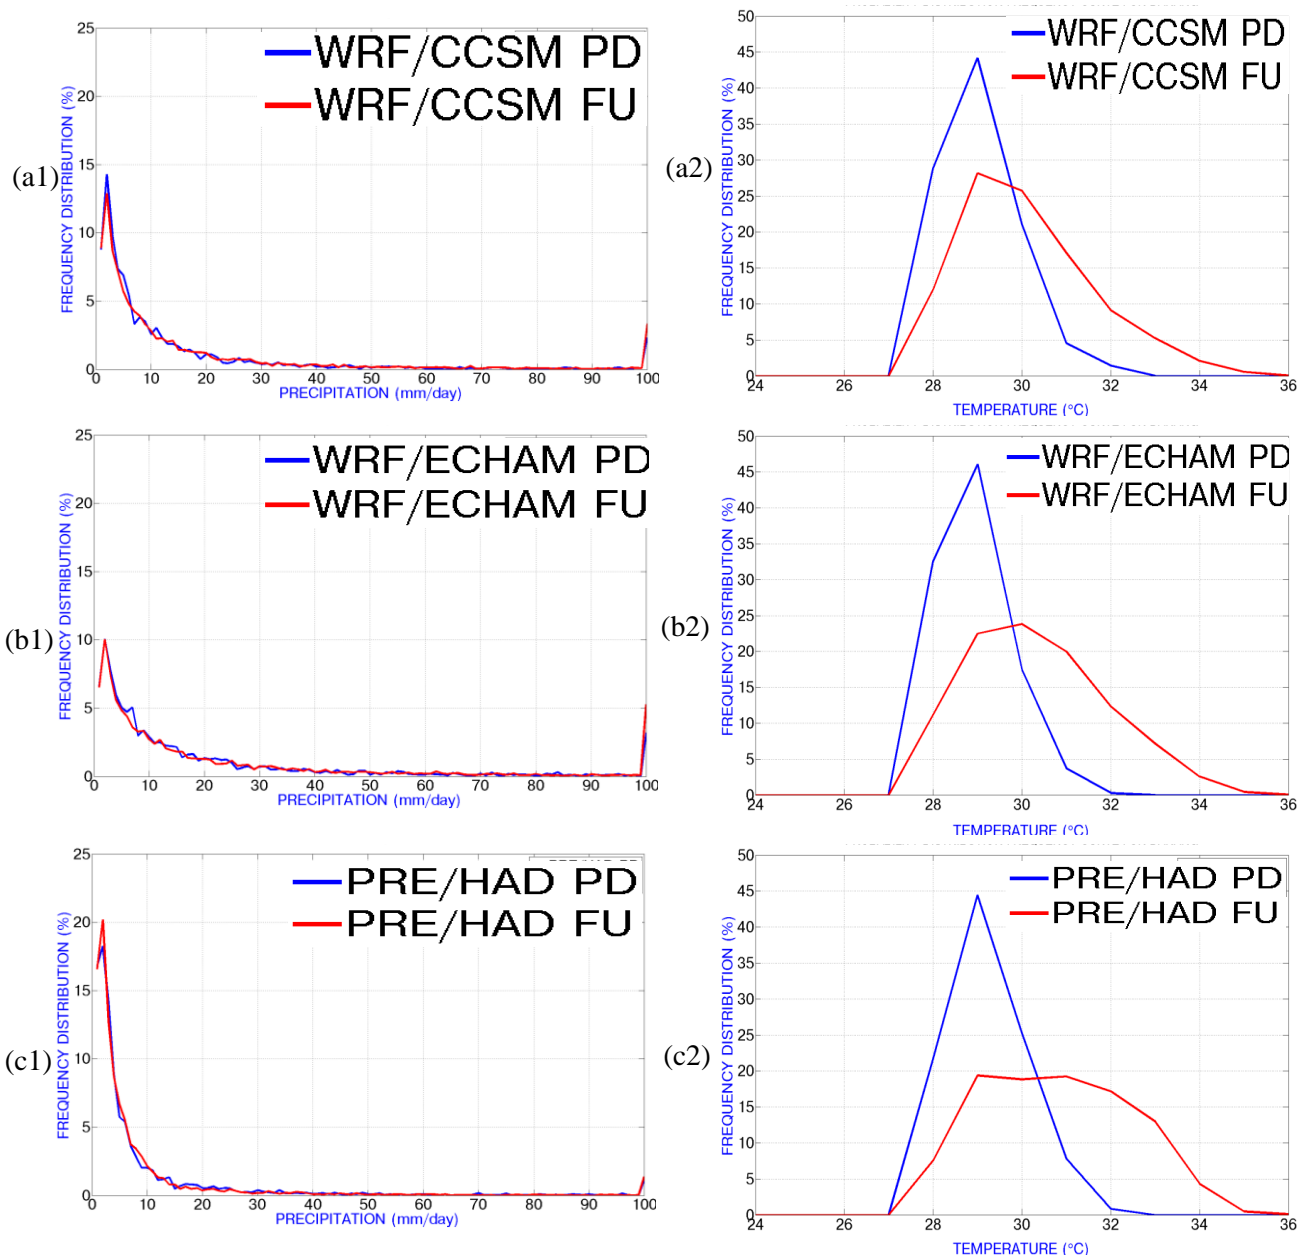 (a1)
FREQUENCY DISTRIBUTION (%)
25
20
15
10
5
0
WRF/CCSM PD
WRF/CCSM FU
0 10 20 30 40 50 60 70 80 90 100
PRECIPITATION (mm/day)
(a2)
FREQUENCY DISTRIBUTION (%)
50
45
40
35
30
25
20
15
10
5
0
WRF/CCSM PD
WRF/CCSM FU
24 26 28 30 32 34 36
TEMPERATURE (°C)
(b1)
FREQUENCY DISTRIBUTION (%)
25
20
15
10
5
0
WRF/ECHAM PD
WRF/ECHAM FU
0 10 20 30 40 50 60 70 80 90 100
PRECIPITATION (mm/day)
(b2)
FREQUENCY DISTRIBUTION (%)
50
45
40
35
30
25
20
15
10
5
0
WRF/ECHAM PD
WRF/ECHAM FU
24 26 28 30 32 34 36
TEMPERATURE (°C)
(c1)
FREQUENCY DISTRIBUTION (%)
25
20
15
10
5
0
PRE/HAD PD
PRE/HAD FU
0 10 20 30 40 50 60 70 80 90 100
PRECIPITATION (mm/day)
(c2)
FREQUENCY DISTRIBUTION (%)
50
45
40
35
30
25
20
15
10
5
0
PRE/HAD PD
PRE/HAD FU
24 26 28 30 32 34 36
TEMPERATURE (°C)